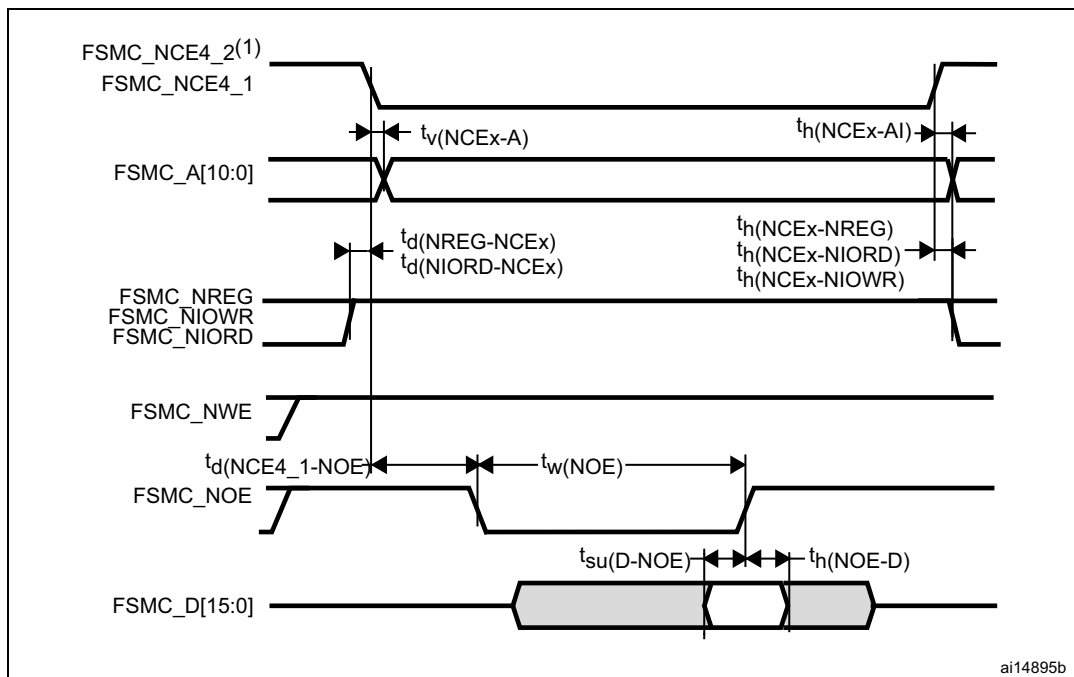 FSMC_NCE4_2(1)
FSMC_NCE4_1
tv(NCEx-A)
th(NCEx-AI)
FSMC_A[10:0]
td(NREG-NCEx)
td(NIORD-NCEx)
th(NCEx-NREG)
th(NCEx-NIORD)
th(NCEx-NIOWR)
FSMC_NREG
FSMC_NIOWR
FSMC_NIORD
FSMC_NWE
td(NCE4_1-NOE)
tw(NOE)
FSMC_NOE
tsu(D-NOE)
th(NOE-D)
FSMC_D[15:0]
ai14895b